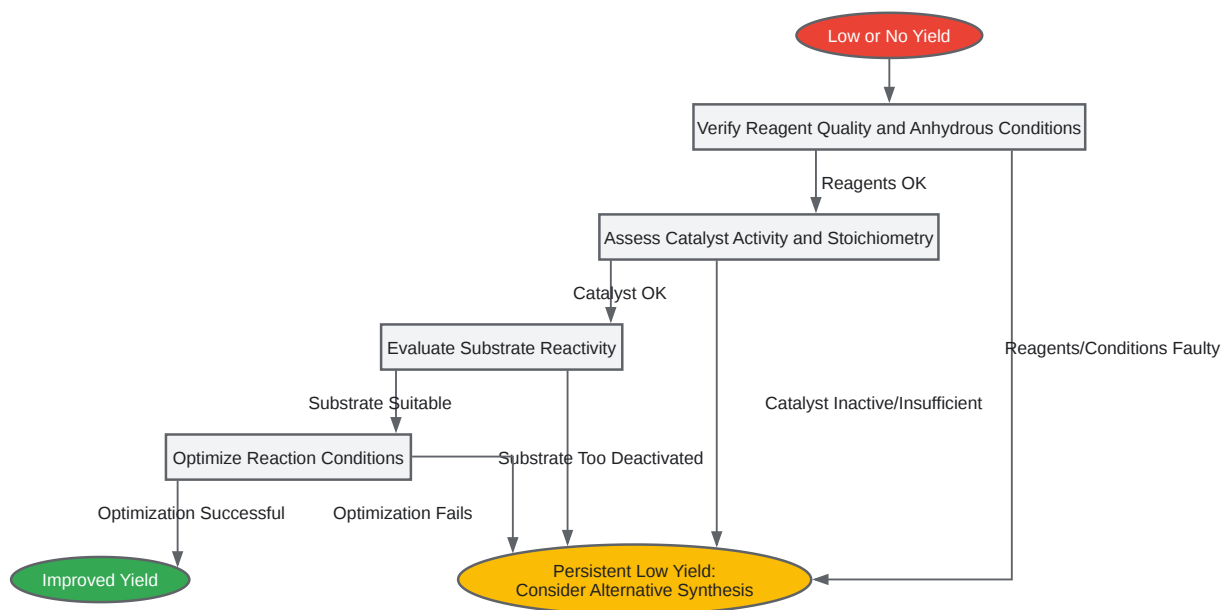 Low or No Yield
Verify Reagent Quality and Anhydrous Conditions
Reagents OK
Assess Catalyst Activity and Stoichiometry
Catalyst OK
Evaluate Substrate Reactivity
Reagents/Conditions Faulty
Substrate Suitable
Catalyst Inactive/Insufficient
Optimize Reaction Conditions
Substrate Too Deactivated
Optimization Successful
Optimization Fails
Improved Yield
Persistent Low Yield:
Consider Alternative Synthesis